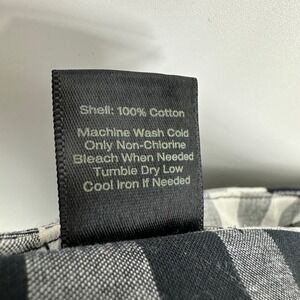 Shell: 100% Cotton
Machine Wash Cold
Only Non-Chlorine
Bleach When Needed
Tumble Dry Low
Cool Iron If Needed